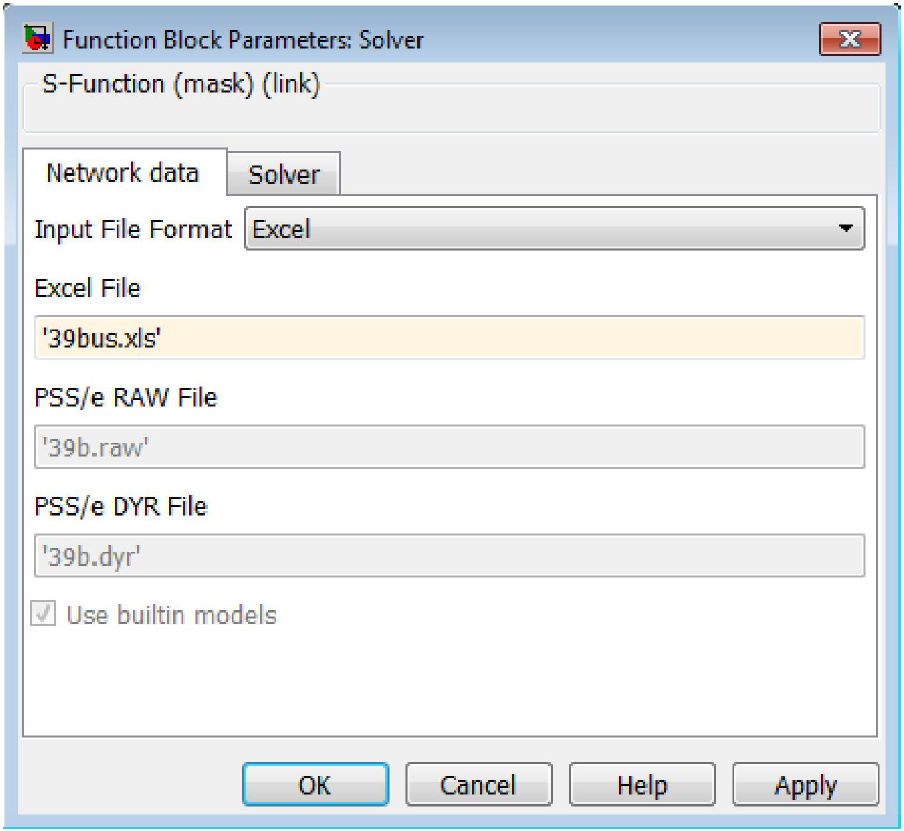 Function Block Parameters: Solver
S-Function (mask) (link)
Network data Solver
Input File Format Excel
Excel File
'39bus.xls'
PSS/e RAW File
'39b.raw'
PSS/e DYR File
'39b.dyr'
Use builtin models
OK Cancel Help Apply